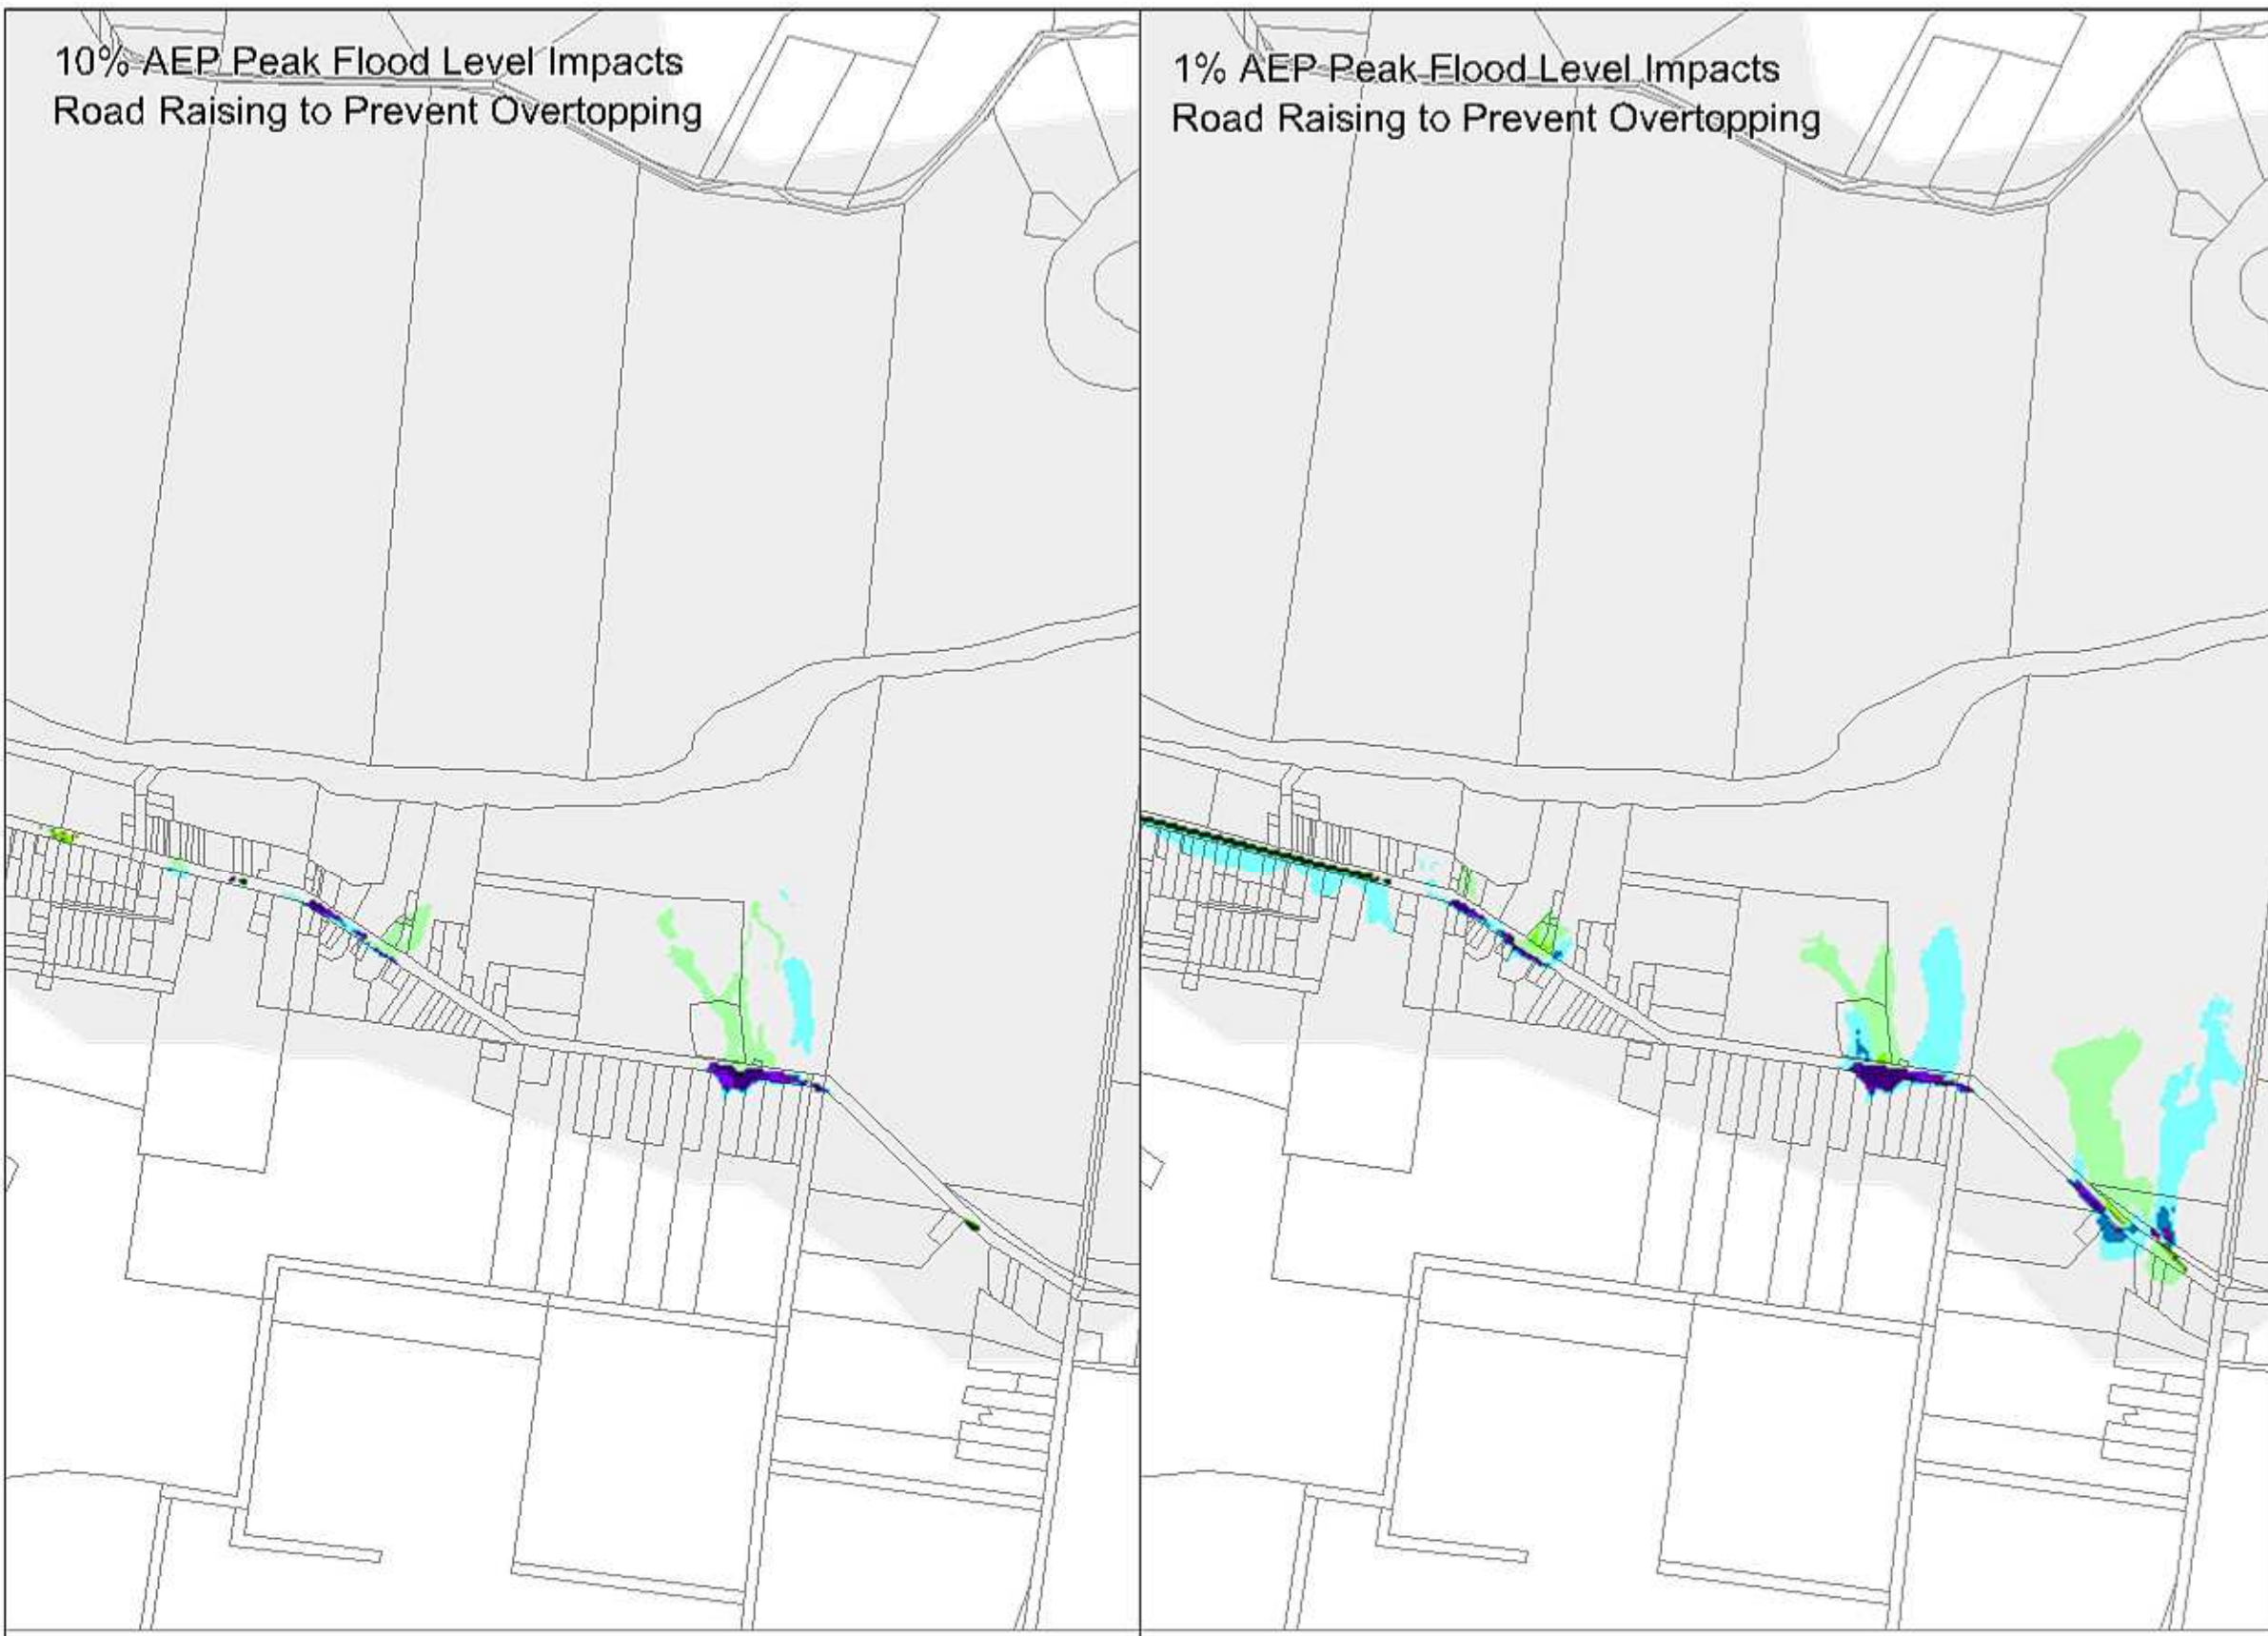 10% AEP Peak Flood Level Impacts
Road Raising to Prevent Overtopping
1% AEP Peak Flood Level Impacts
Road Raising to Prevent Overtopping